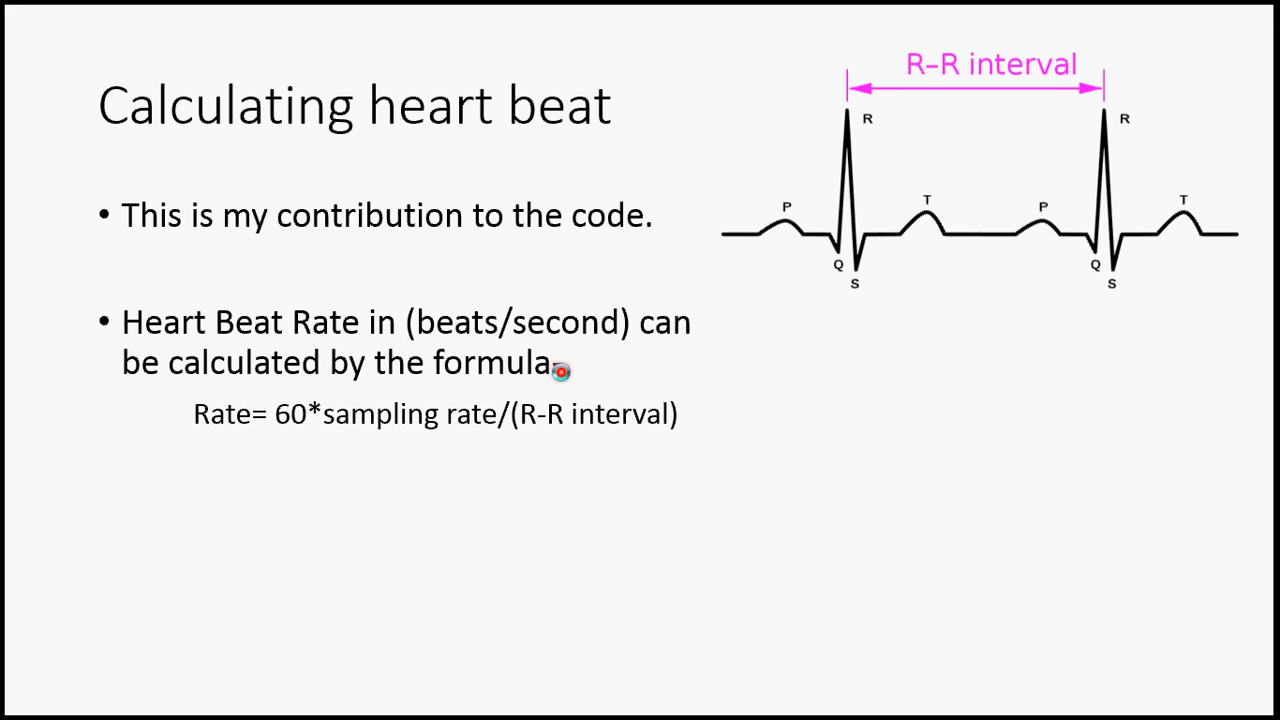 Calculating heart beat
• This is my contribution to the code.
• Heart Beat Rate in (beats/second) can
be calculated by the formula
Rate= 60*sampling rate/(R-R interval)
R–R interval
R
R
P
T
P
T
Q
Q
S
S